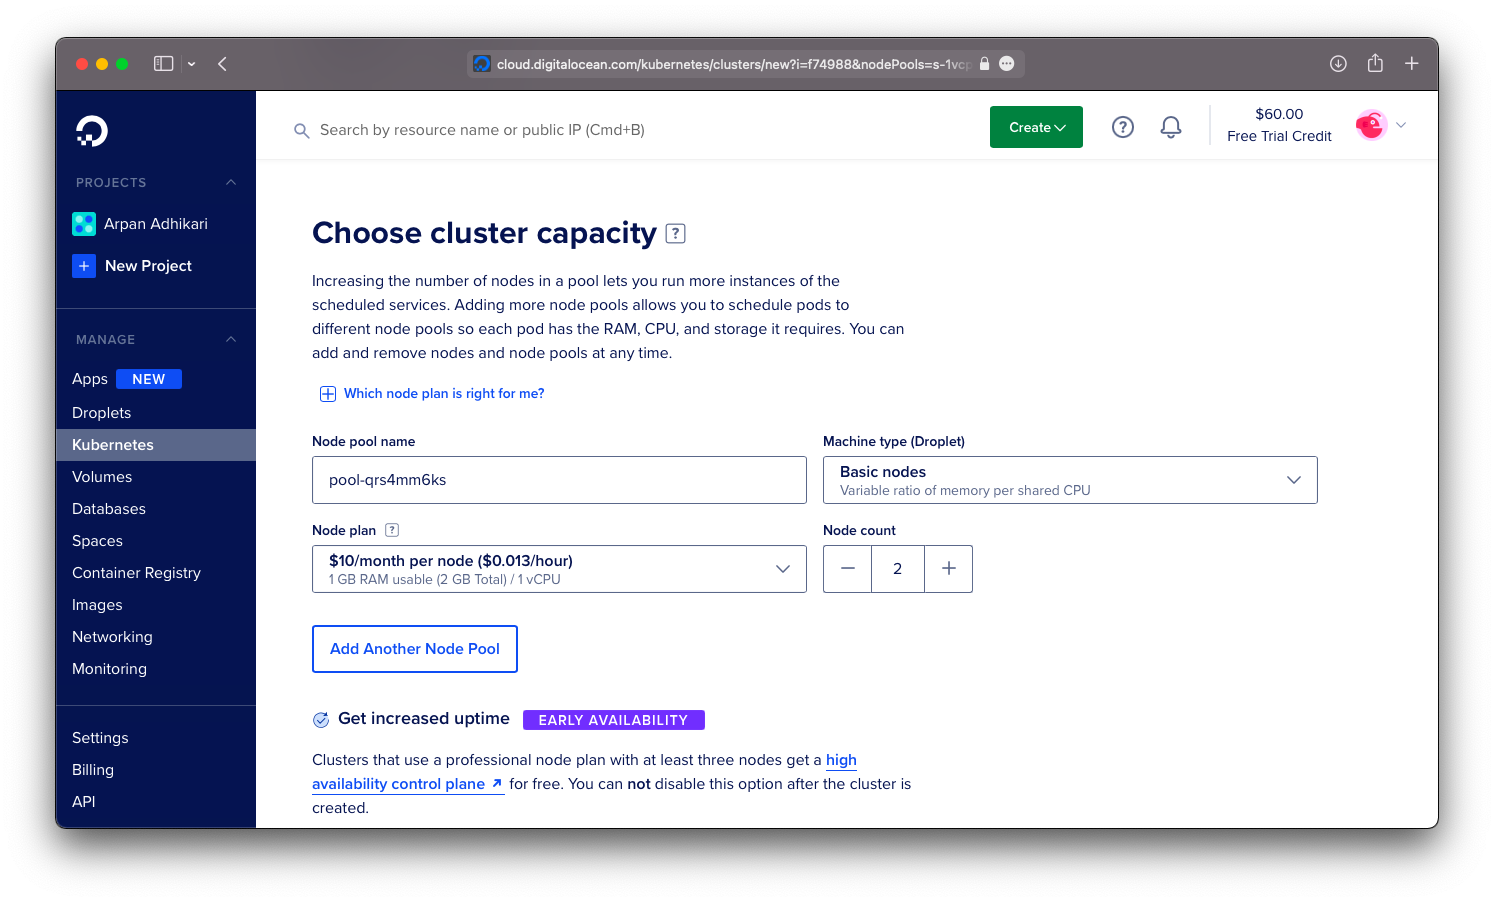 cloud.digitalocean.com/kubernetes/clusters/new?i=f74988&nodePools=s-1vcp
Search by resource name or public IP (Cmd+B)
Create
?
$60.00
Free Trial Credit
PROJECTS
Arpan Adhikari
+ New Project
MANAGE
Apps NEW
Droplets
Kubernetes
Volumes
Databases
Spaces
Container Registry
Images
Networking
Monitoring
Settings
Billing
API
Choose cluster capacity ?
Increasing the number of nodes in a pool lets you run more instances of the
scheduled services. Adding more node pools allows you to schedule pods to
different node pools so each pod has the RAM, CPU, and storage it requires. You can
add and remove nodes and node pools at any time.
Which node plan is right for me?
Node pool name
pool-qrs4mm6ks
Machine type (Droplet)
Basic nodes
Variable ratio of memory per shared CPU
Node plan ?
$10/month per node ($0.013/hour)
1 GB RAM usable (2 GB Total) / 1 vCPU
Node count
− 2 +
Add Another Node Pool
Get increased uptime EARLY AVAILABILITY
Clusters that use a professional node plan with at least three nodes get a high
availability control plane ↗ for free. You can not disable this option after the cluster is
created.